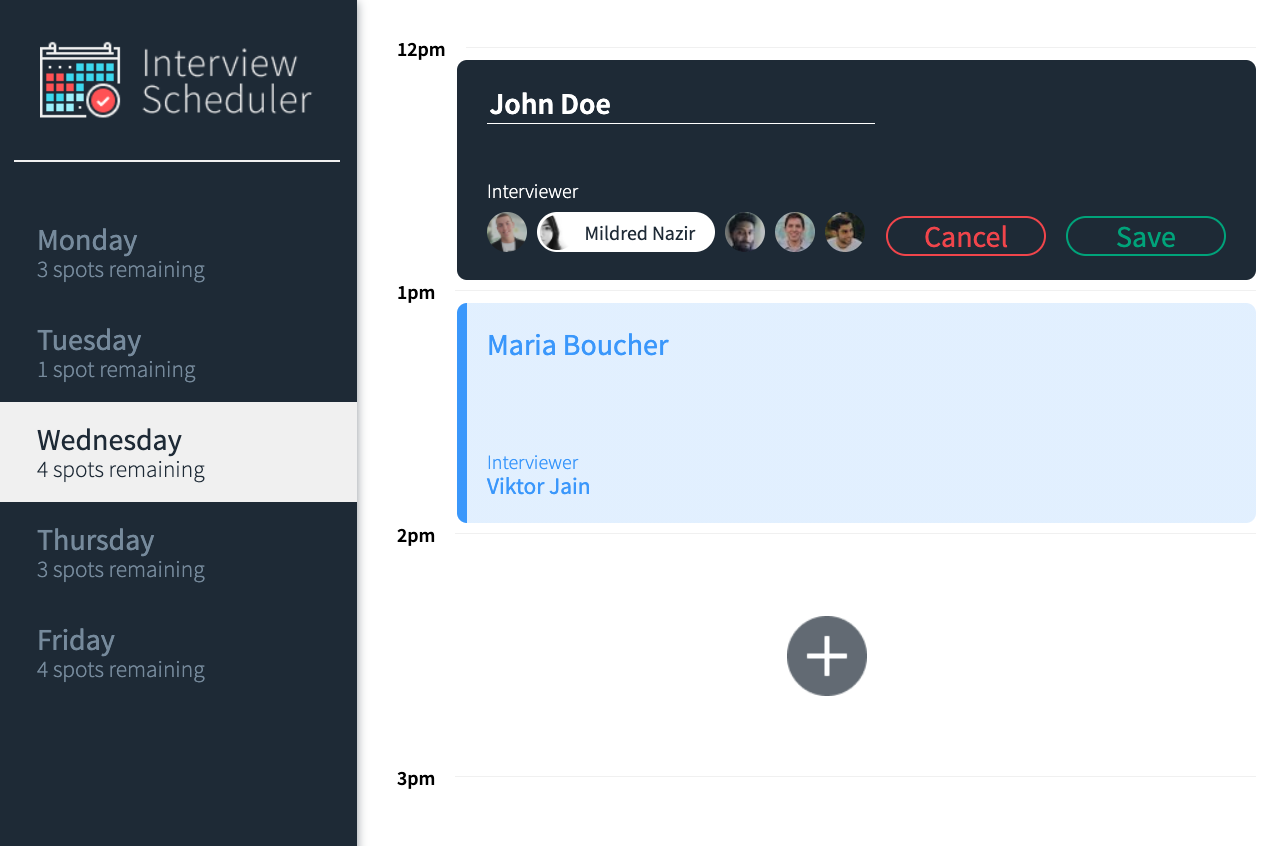 Interview
Scheduler
Monday
3 spots remaining
Tuesday
1 spot remaining
Wednesday
4 spots remaining
Thursday
3 spots remaining
Friday
4 spots remaining
12pm
John Doe
Interviewer
Mildred Nazir
Cancel
Save
1pm
Maria Boucher
Interviewer
Viktor Jain
2pm
3pm